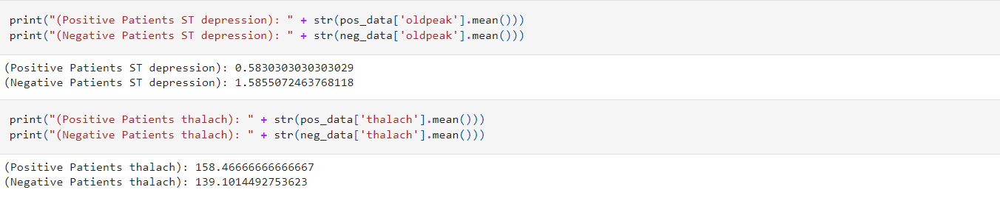 print("(Positive Patients ST depression): " + str(pos_data['oldpeak'].mean()))
print("(Negative Patients ST depression): " + str(neg_data['oldpeak'].mean()))
(Positive Patients ST depression): 0.5830303030303029
(Negative Patients ST depression): 1.5855072463768118
print("(Positive Patients thalach): " + str(pos_data['thalach'].mean()))
print("(Negative Patients thalach): " + str(neg_data['thalach'].mean()))
(Positive Patients thalach): 158.46666666666667
(Negative Patients thalach): 139.1014492753623